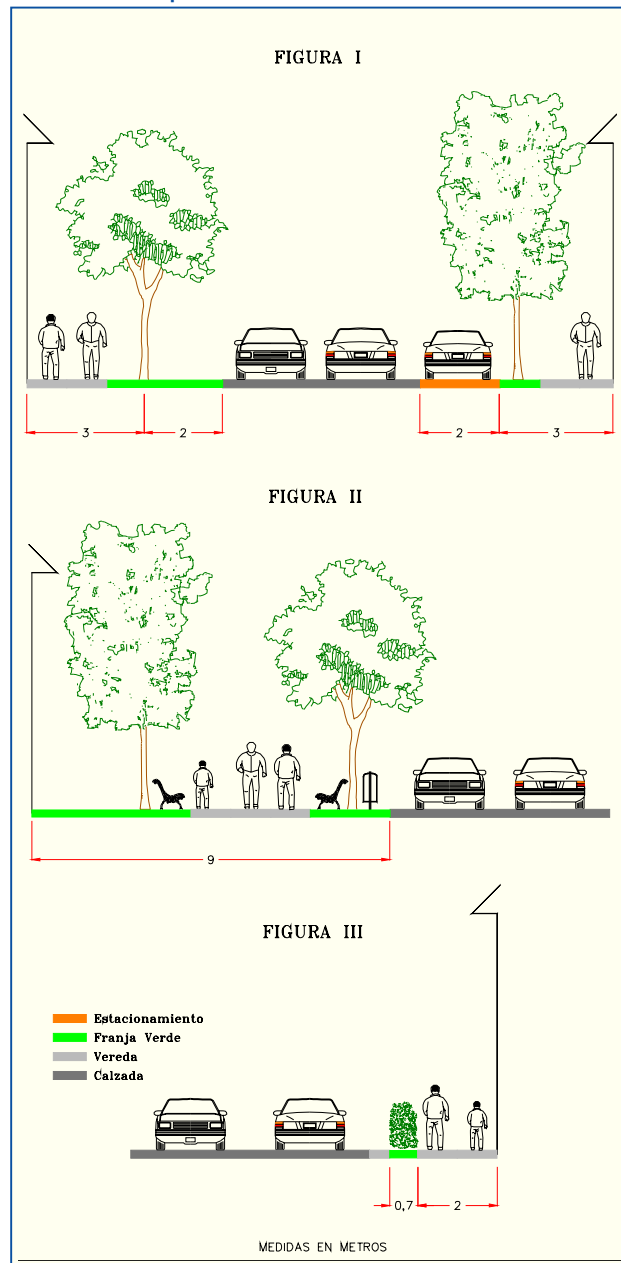 FIGURA I
3
2
2
3
FIGURA II
9
FIGURA III
Estacionamiento
Franja Verde
Vereda
Calzada
0,7
2
MEDIDAS EN METROS